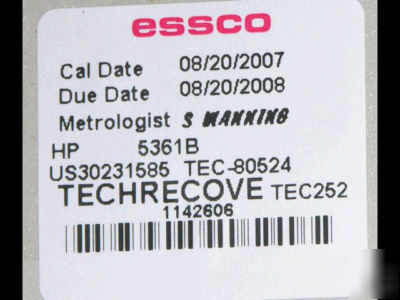 essco
Cal Date 08/20/2007
Due Date 08/20/2008
Metrologist S MANNING
HP 5361B
US30231585 TEC-80524
TECHRECOVE TEC252
1142606